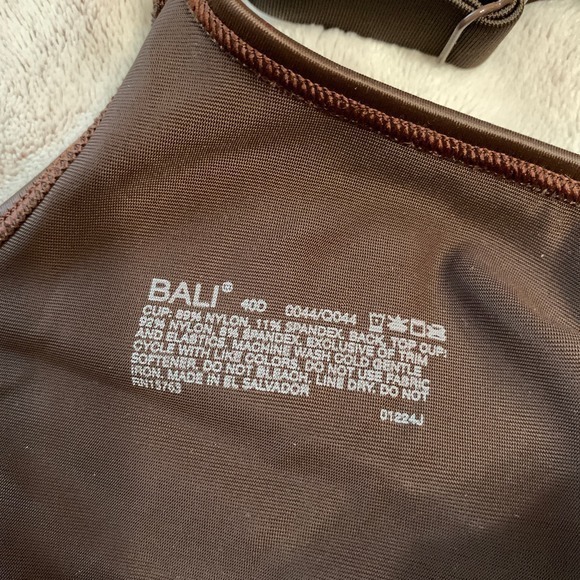 BALI® 40D 0044/O044
CUP: 89% NYLON, 11% SPANDEX, BACK, TOP CUP:
92% NYLON, 8% SPANDEX, EXCLUSIVE OF TRIM
AND ELASTICS. MACHINE WASH COLD, GENTLE
CYCLE WITH LIKE COLORS. DO NOT USE FABRIC
SOFTENER. DO NOT BLEACH. LINE DRY. DO NOT
IRON. MADE IN EL SALVADOR
RN15763 01224J